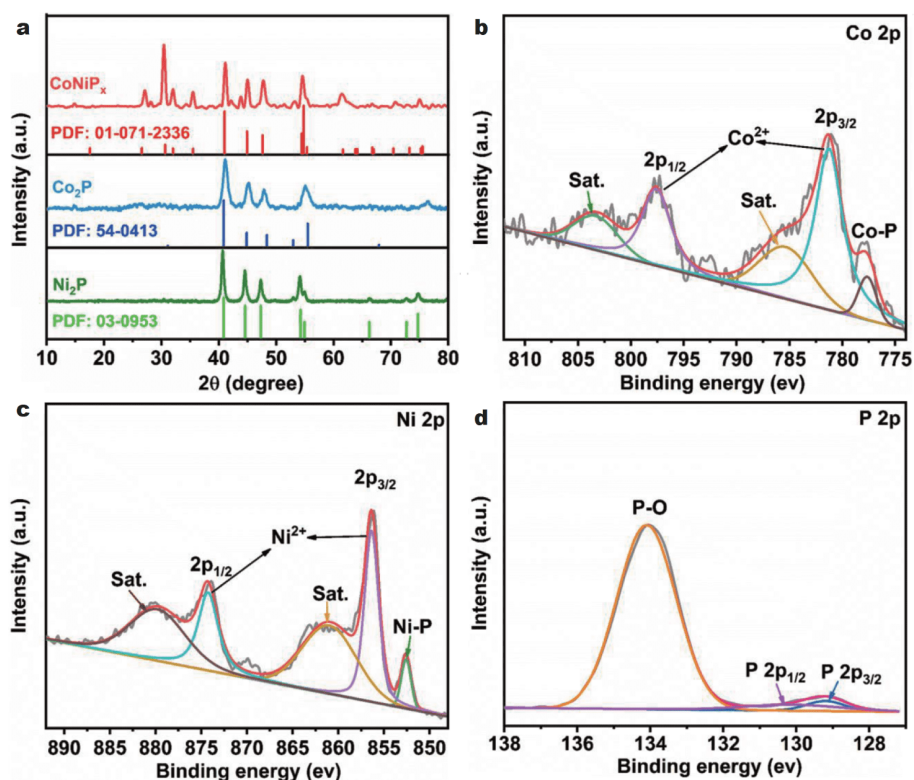 a
CoNiPₓ
PDF: 01-071-2336
Co₂P
PDF: 54-0413
Ni₂P
PDF: 03-0953
Intensity (a.u.)
10 20 30 40 50 60 70 80
2θ (degree)
b
Co 2p
2p₃/₂
2p₁/₂
Co²⁺
Sat.
Sat.
Co-P
Intensity (a.u.)
810 805 800 795 790 785 780 775
Binding energy (ev)
c
Ni 2p
2p₃/₂
Ni²⁺
2p₁/₂
Sat.
Sat.
Ni-P
Intensity (a.u.)
890 885 880 875 870 865 860 855 850
Binding energy (ev)
d
P 2p
P-O
P 2p₁/₂
P 2p₃/₂
Intensity (a.u.)
138 136 134 132 130 128
Binding energy (ev)